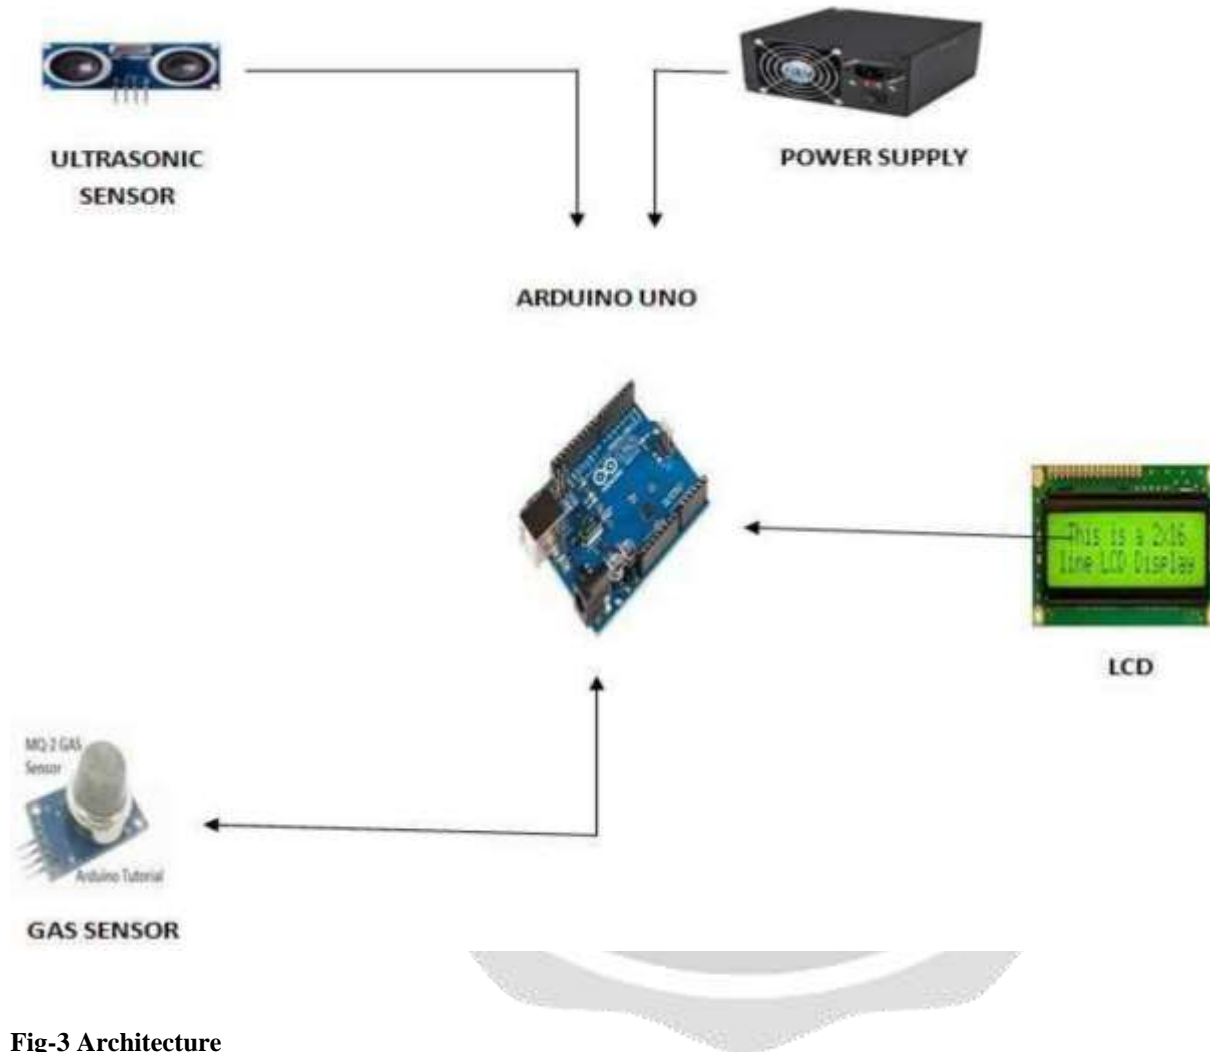 ULTRASONIC
SENSOR
POWER SUPPLY
ARDUINO UNO
This is a 2x16
line LCD Display
LCD
MQ-2 GAS
Sensor
Arduino Tutorial
GAS SENSOR
Fig-3 Architecture